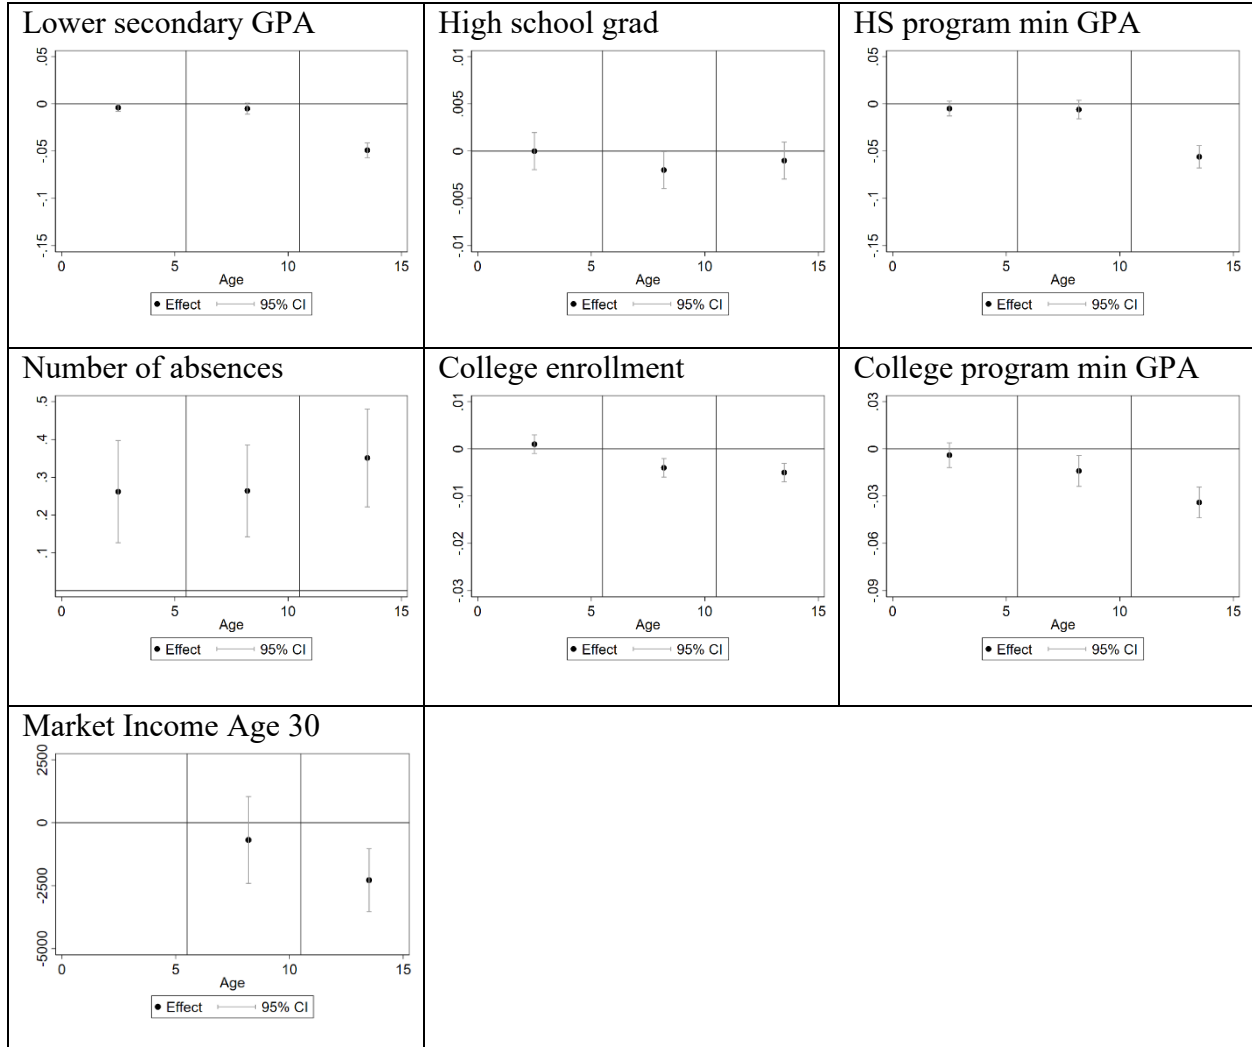 Lower secondary GPA
.05
0
-.05
-.1
-.15
0 5 10 15
Age
Effect 95% CI
High school grad
.01
.005
0
-.005
-.01
0 5 10 15
Age
Effect 95% CI
HS program min GPA
.05
0
-.05
-.1
-.15
0 5 10 15
Age
Effect 95% CI
Number of absences
.5
.4
.3
.2
.1
0 5 10 15
Age
Effect 95% CI
College enrollment
.01
0
-.01
-.02
-.03
0 5 10 15
Age
Effect 95% CI
College program min GPA
.03
0
-.03
-.06
-.09
0 5 10 15
Age
Effect 95% CI
Market Income Age 30
2500
0
-2500
-5000
0 5 10 15
Age
Effect 95% CI